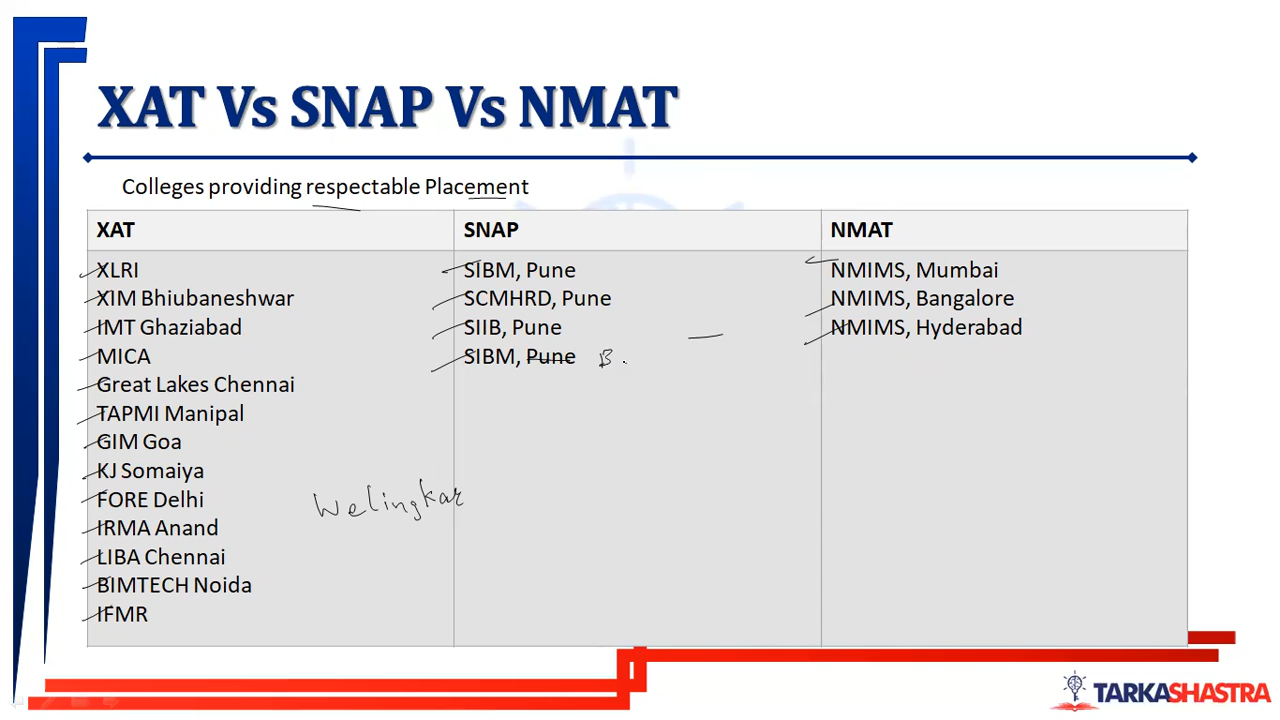 XAT Vs SNAP Vs NMAT
Colleges providing respectable Placement
XAT
XLRI
XIM Bhiubaneshwar
IMT Ghaziabad
MICA
Great Lakes Chennai
TAPMI Manipal
GIM Goa
KJ Somaiya
FORE Delhi
IRMA Anand
LIBA Chennai
BIMTECH Noida
IFMR
Welingkar
SNAP
SIBM, Pune
SCMHRD, Pune
SIIB, Pune
SIBM, Pune B.
NMAT
NMIMS, Mumbai
NMIMS, Bangalore
NMIMS, Hyderabad
TARKASHASTRA